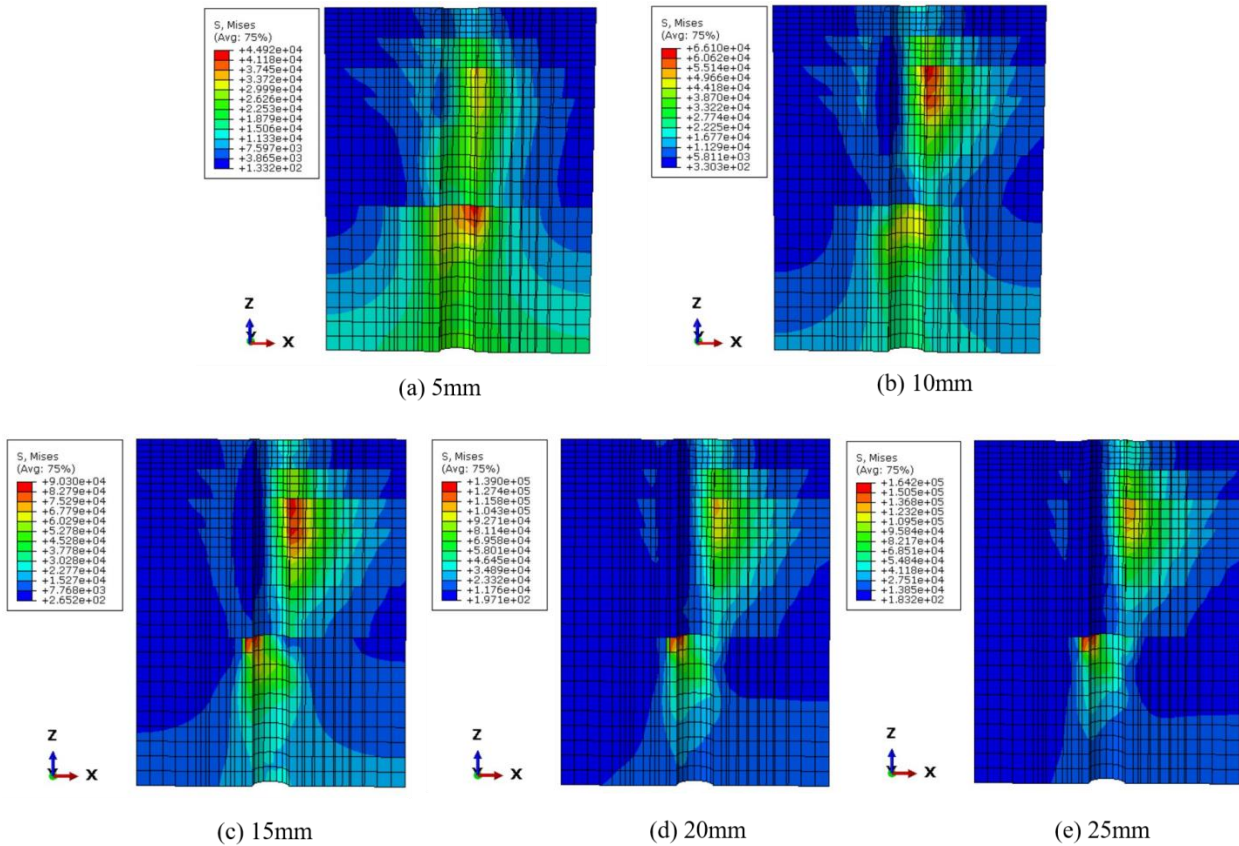 S, Mises
(Avg: 75%)
+4.492e+04
+4.118e+04
+3.745e+04
+3.372e+04
+2.999e+04
+2.626e+04
+2.253e+04
+1.879e+04
+1.506e+04
+1.133e+04
+7.597e+03
+3.865e+03
+1.332e+02
Z
Y
X
(a) 5mm
S, Mises
(Avg: 75%)
+6.610e+04
+6.062e+04
+5.514e+04
+4.966e+04
+4.418e+04
+3.870e+04
+3.322e+04
+2.774e+04
+2.225e+04
+1.677e+04
+1.129e+04
+5.811e+03
+3.303e+02
Z
Y
X
(b) 10mm
S, Mises
(Avg: 75%)
+9.030e+04
+8.279e+04
+7.529e+04
+6.779e+04
+6.029e+04
+5.278e+04
+4.528e+04
+3.778e+04
+3.028e+04
+2.277e+04
+1.527e+04
+7.768e+03
+2.652e+02
Z
Y
X
(c) 15mm
S, Mises
(Avg: 75%)
+1.390e+05
+1.274e+05
+1.158e+05
+1.043e+05
+9.271e+04
+8.114e+04
+6.958e+04
+5.801e+04
+4.645e+04
+3.489e+04
+2.332e+04
+1.176e+04
+1.971e+02
Z
Y
X
(d) 20mm
S, Mises
(Avg: 75%)
+1.642e+05
+1.505e+05
+1.368e+05
+1.232e+05
+1.095e+05
+9.584e+04
+8.217e+04
+6.851e+04
+5.484e+04
+4.118e+04
+2.751e+04
+1.385e+04
+1.832e+02
Z
Y
X
(e) 25mm